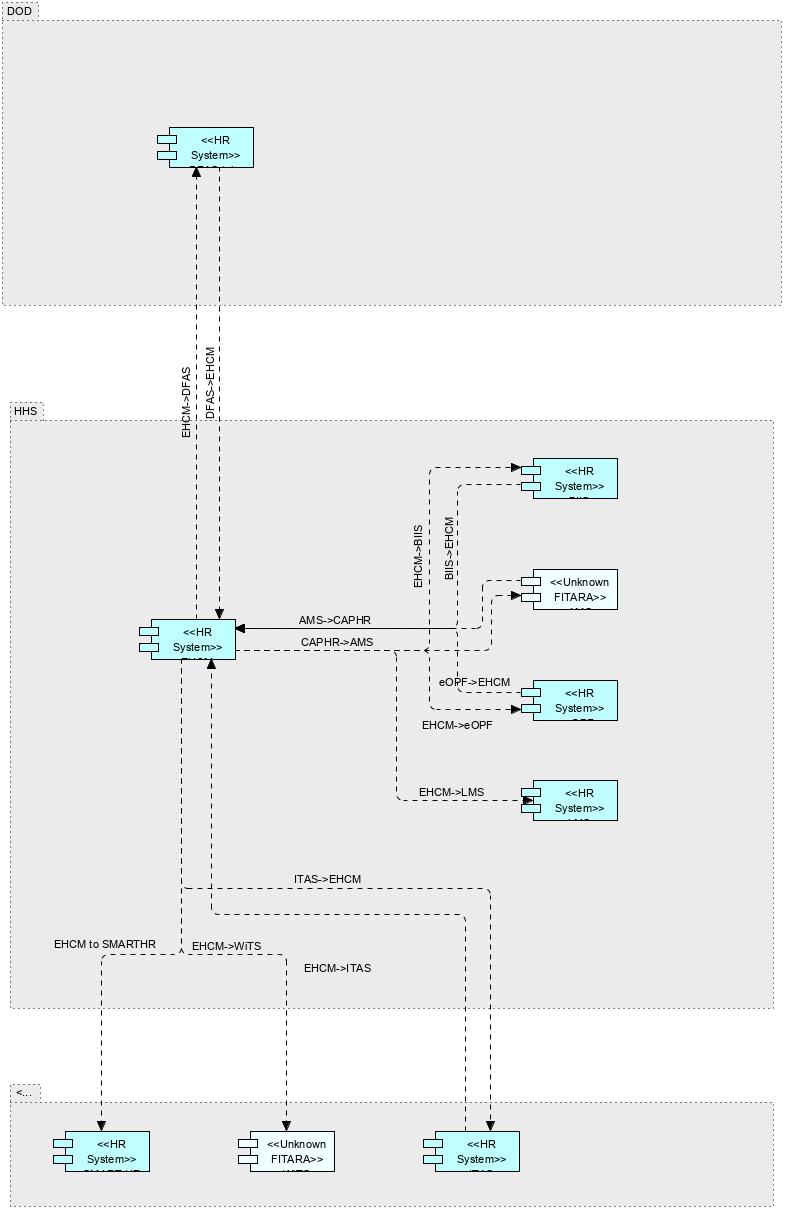 DOD
<<HR
System>>
EHCM->DFAS
DFAS->EHCM
HHS
<<HR
System>>
EHCM->BIIS
BIIS->EHCM
<<Unknown
FITARA>>
AMS->CAPHR
<<HR
System>>
CAPHR->AMS
eOPF->EHCM
<<HR
System>>
EHCM->eOPF
EHCM->LMS
<<HR
System>>
ITAS->EHCM
EHCM to SMARTHR
EHCM->WiTS
EHCM->ITAS
<...
<<HR
System>>
<<Unknown
FITARA>>
<<HR
System>>